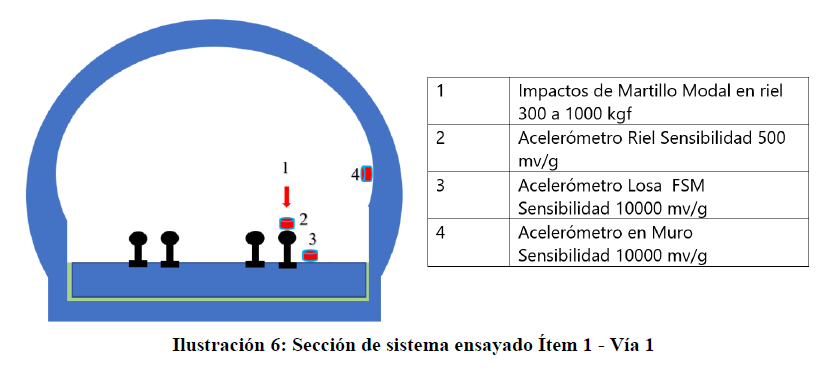 1
2
3
4
1 Impactos de Martillo Modal en riel
300 a 1000 kgf
2 Acelerómetro Riel Sensibilidad 500
mv/g
3 Acelerómetro Losa  FSM
Sensibilidad 10000 mv/g
4 Acelerómetro en Muro
Sensibilidad 10000 mv/g
Ilustración 6: Sección de sistema ensayado Ítem 1 - Vía 1